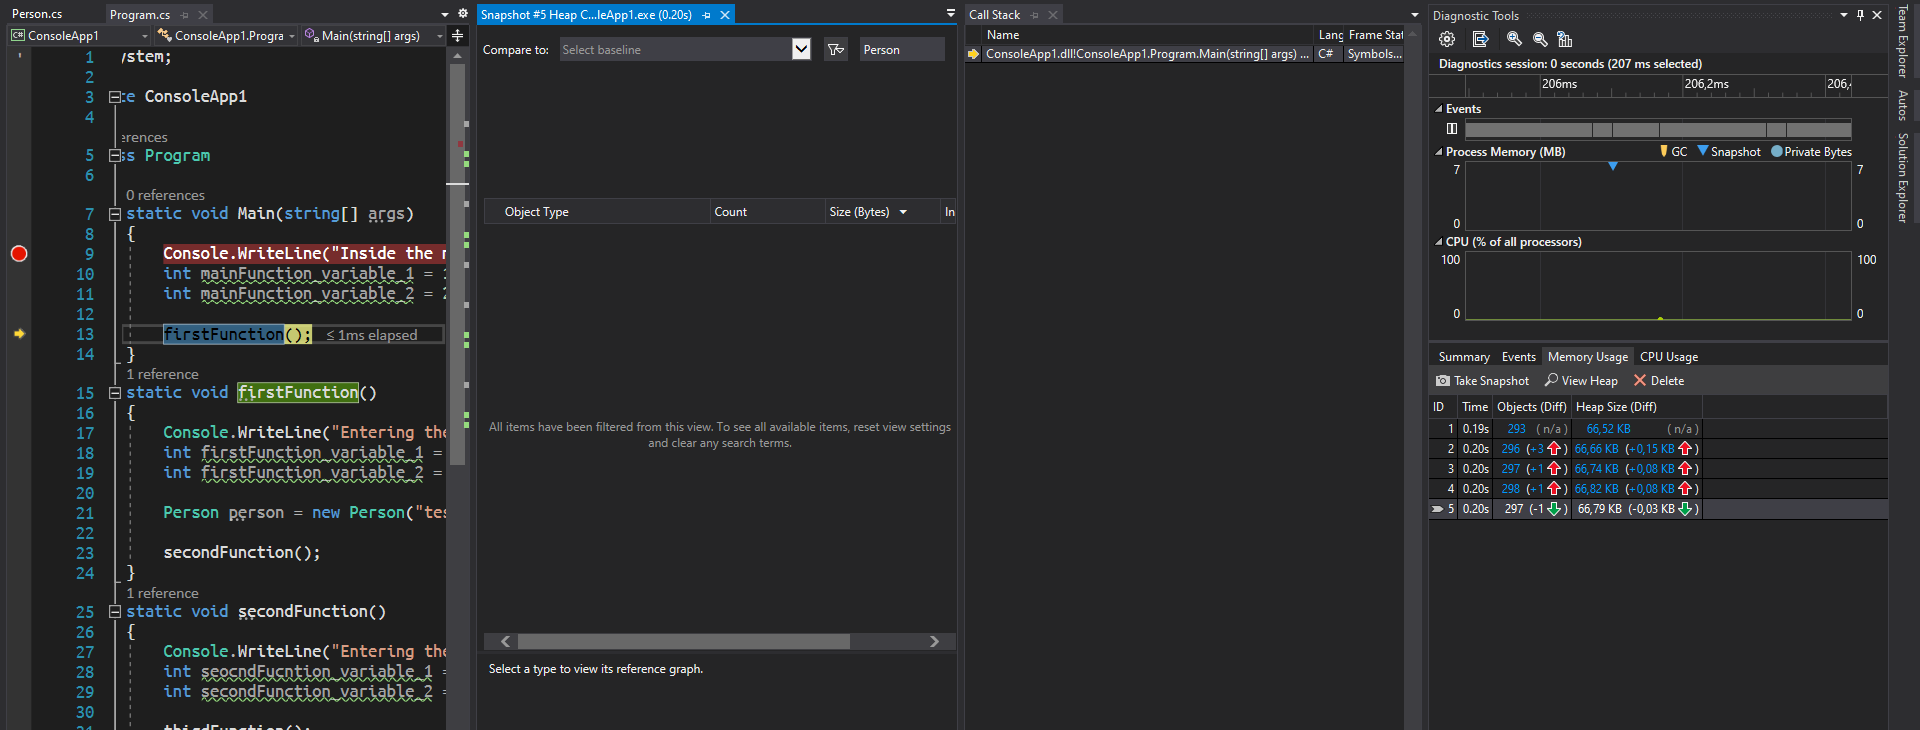 Person.cs
Program.cs
ConsoleApp1
ConsoleApp1.Progra
Main(string[] args)
1 ystem;
2
3 ce ConsoleApp1
4
erences
5 ss Program
6
0 references
7 static void Main(string[] args)
8 {
9 Console.WriteLine("Inside the m
10 int mainFunction_variable_1 = 1
11 int mainFunction_variable_2 = 2
12
13 firstFunction(); ≤ 1ms elapsed
14 }
1 reference
15 static void firstFunction()
16 {
17 Console.WriteLine("Entering the
18 int firstFunction_variable_1 =
19 int firstFunction_variable_2 =
20
21 Person person = new Person("tes
22
23 secondFunction();
24 }
1 reference
25 static void secondFunction()
26 {
27 Console.WriteLine("Entering the
28 int seocndFucntion_variable_1 =
29 int secondFunction_variable_2 =
30
31 thirdFunction();
Snapshot #5 Heap C...leApp1.exe (0.20s)
Compare to: Select baseline
Person
Object Type Count Size (Bytes) In
All items have been filtered from this view. To see all available items, reset view settings
and clear any search terms.
Select a type to view its reference graph.
Call Stack
Name Lang Frame Stat
ConsoleApp1.dll!ConsoleApp1.Program.Main(string[] args) ... C# Symbols...
Diagnostic Tools
Diagnostics session: 0 seconds (207 ms selected)
206ms 206,2ms 206,4
Events
Process Memory (MB) GC Snapshot Private Bytes
7 7
0 0
CPU (% of all processors)
100 100
0 0
Summary Events Memory Usage CPU Usage
Take Snapshot View Heap Delete
ID Time Objects (Diff) Heap Size (Diff)
1 0.19s 293 (n/a) 66,52 KB (n/a)
2 0.20s 296 (+3 ) 66,66 KB (+0,15 KB )
3 0.20s 297 (+1 ) 66,74 KB (+0,08 KB )
4 0.20s 298 (+1 ) 66,82 KB (+0,08 KB )
5 0.20s 297 (-1 ) 66,79 KB (-0,03 KB )
Team Explorer
Autos
Solution Explorer